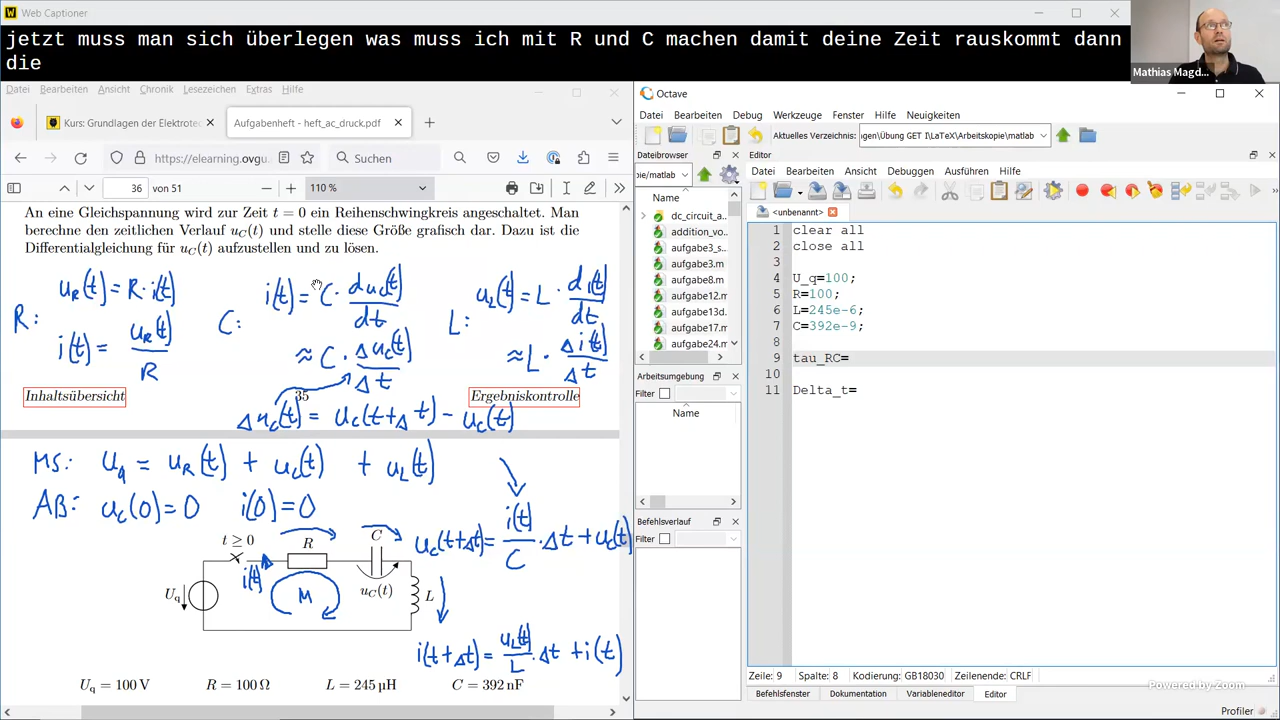 Web Captioner
jetzt muss man sich überlegen was muss ich mit R und C machen damit deine Zeit rauskommt dann
die
Mathias Magd...
Datei Bearbeiten Ansicht Chronik Lesezeichen Extras Hilfe
Kurs: Grundlagen der Elektrotec
Aufgabenheft - heft_ac_druck.pdf
https://elearning.ovgu
Suchen
36 von 51
110 %
An eine Gleichspannung wird zur Zeit t = 0 ein Reihenschwingkreis angeschaltet. Man
berechne den zeitlichen Verlauf u_C(t) und stelle diese Größe grafisch dar. Dazu ist die
Differentialgleichung für u_C(t) aufzustellen und zu lösen.
R: u_R(t) = R · i(t)
i(t) = u_R(t) / R
C: i(t) = C · du_C(t) / dt
≈ C · Δu_C(t) / Δt
L: u_L(t) = L · di(t) / dt
≈ L · Δi(t) / Δt
Inhaltsübersicht
35
Ergebniskontrolle
Δu_C(t) = u_C(t+Δt) − u_C(t)
MS: U_q = u_R(t) + u_C(t) + u_L(t)
AB: u_C(0) = 0 i(0) = 0
u_C(t+Δt) = i(t) / C · Δt + u_C(t)
t ≥ 0
R
C
i(t)
U_q
M
u_C(t)
L
i(t+Δt) = u_L(t) / L · Δt + i(t)
U_q = 100 V R = 100 Ω L = 245 µH C = 392 nF
Octave
Datei Bearbeiten Debug Werkzeuge Fenster Hilfe Neuigkeiten
Aktuelles Verzeichnis: ıgen\Übung GET I\LaTeX\Arbeitskopie\matlab
Dateibrowser
pie/matlab
Name
dc_circuit_a...
addition_vo...
aufgabe3_s...
aufgabe3.m
aufgabe8.m
aufgabe12.m
aufgabe13d.
aufgabe17.m
aufgabe24.m
Arbeitsumgebung
Filter
Name
Befehlsverlauf
Filter
Editor
Datei Bearbeiten Ansicht Debuggen Ausführen Hilfe
<unbenannt>
1 clear all
2 close all
3
4 U_q=100;
5 R=100;
6 L=245e-6;
7 C=392e-9;
8
9 tau_RC=
10
11 Delta_t=
Zeile: 9 Spalte: 8 Kodierung: GB18030 Zeilenende: CRLF
Befehlsfenster Dokumentation Variableneditor Editor
Powered by Zoom
Profiler